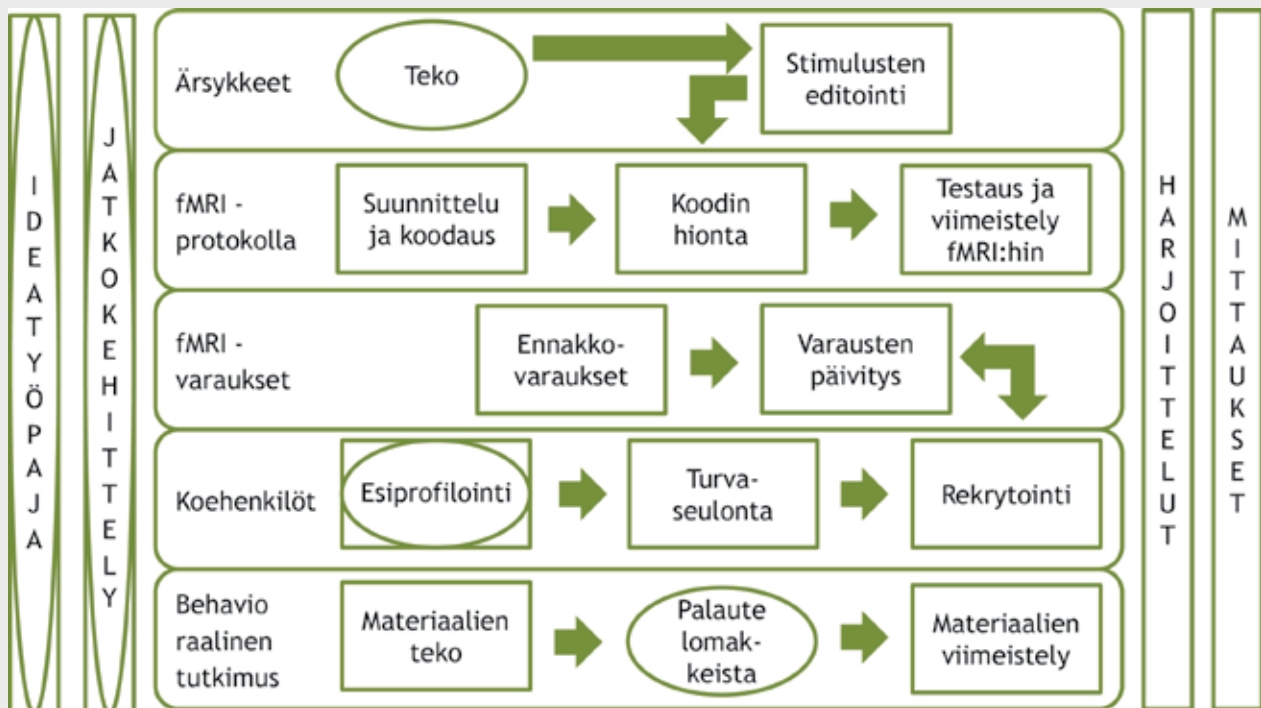 IDEATYÖPAJA
JATKOKEHITTELY
Ärsykkeet
Teko
Stimulusten
editointi
fMRI -
protokolla
Suunnittelu
ja koodaus
Koodin
hionta
Testaus ja
viimeistely
fMRI:hin
fMRI -
varaukset
Ennakko-
varaukset
Varausten
päivitys
Koehenkilöt
Esiprofilointi
Turva-
seulonta
Rekrytointi
Behavio
raalinen
tutkimus
Materiaalien
teko
Palaute
lomak-
keista
Materiaalien
viimeistely
HARJOITTELUT
MITTAUKSET